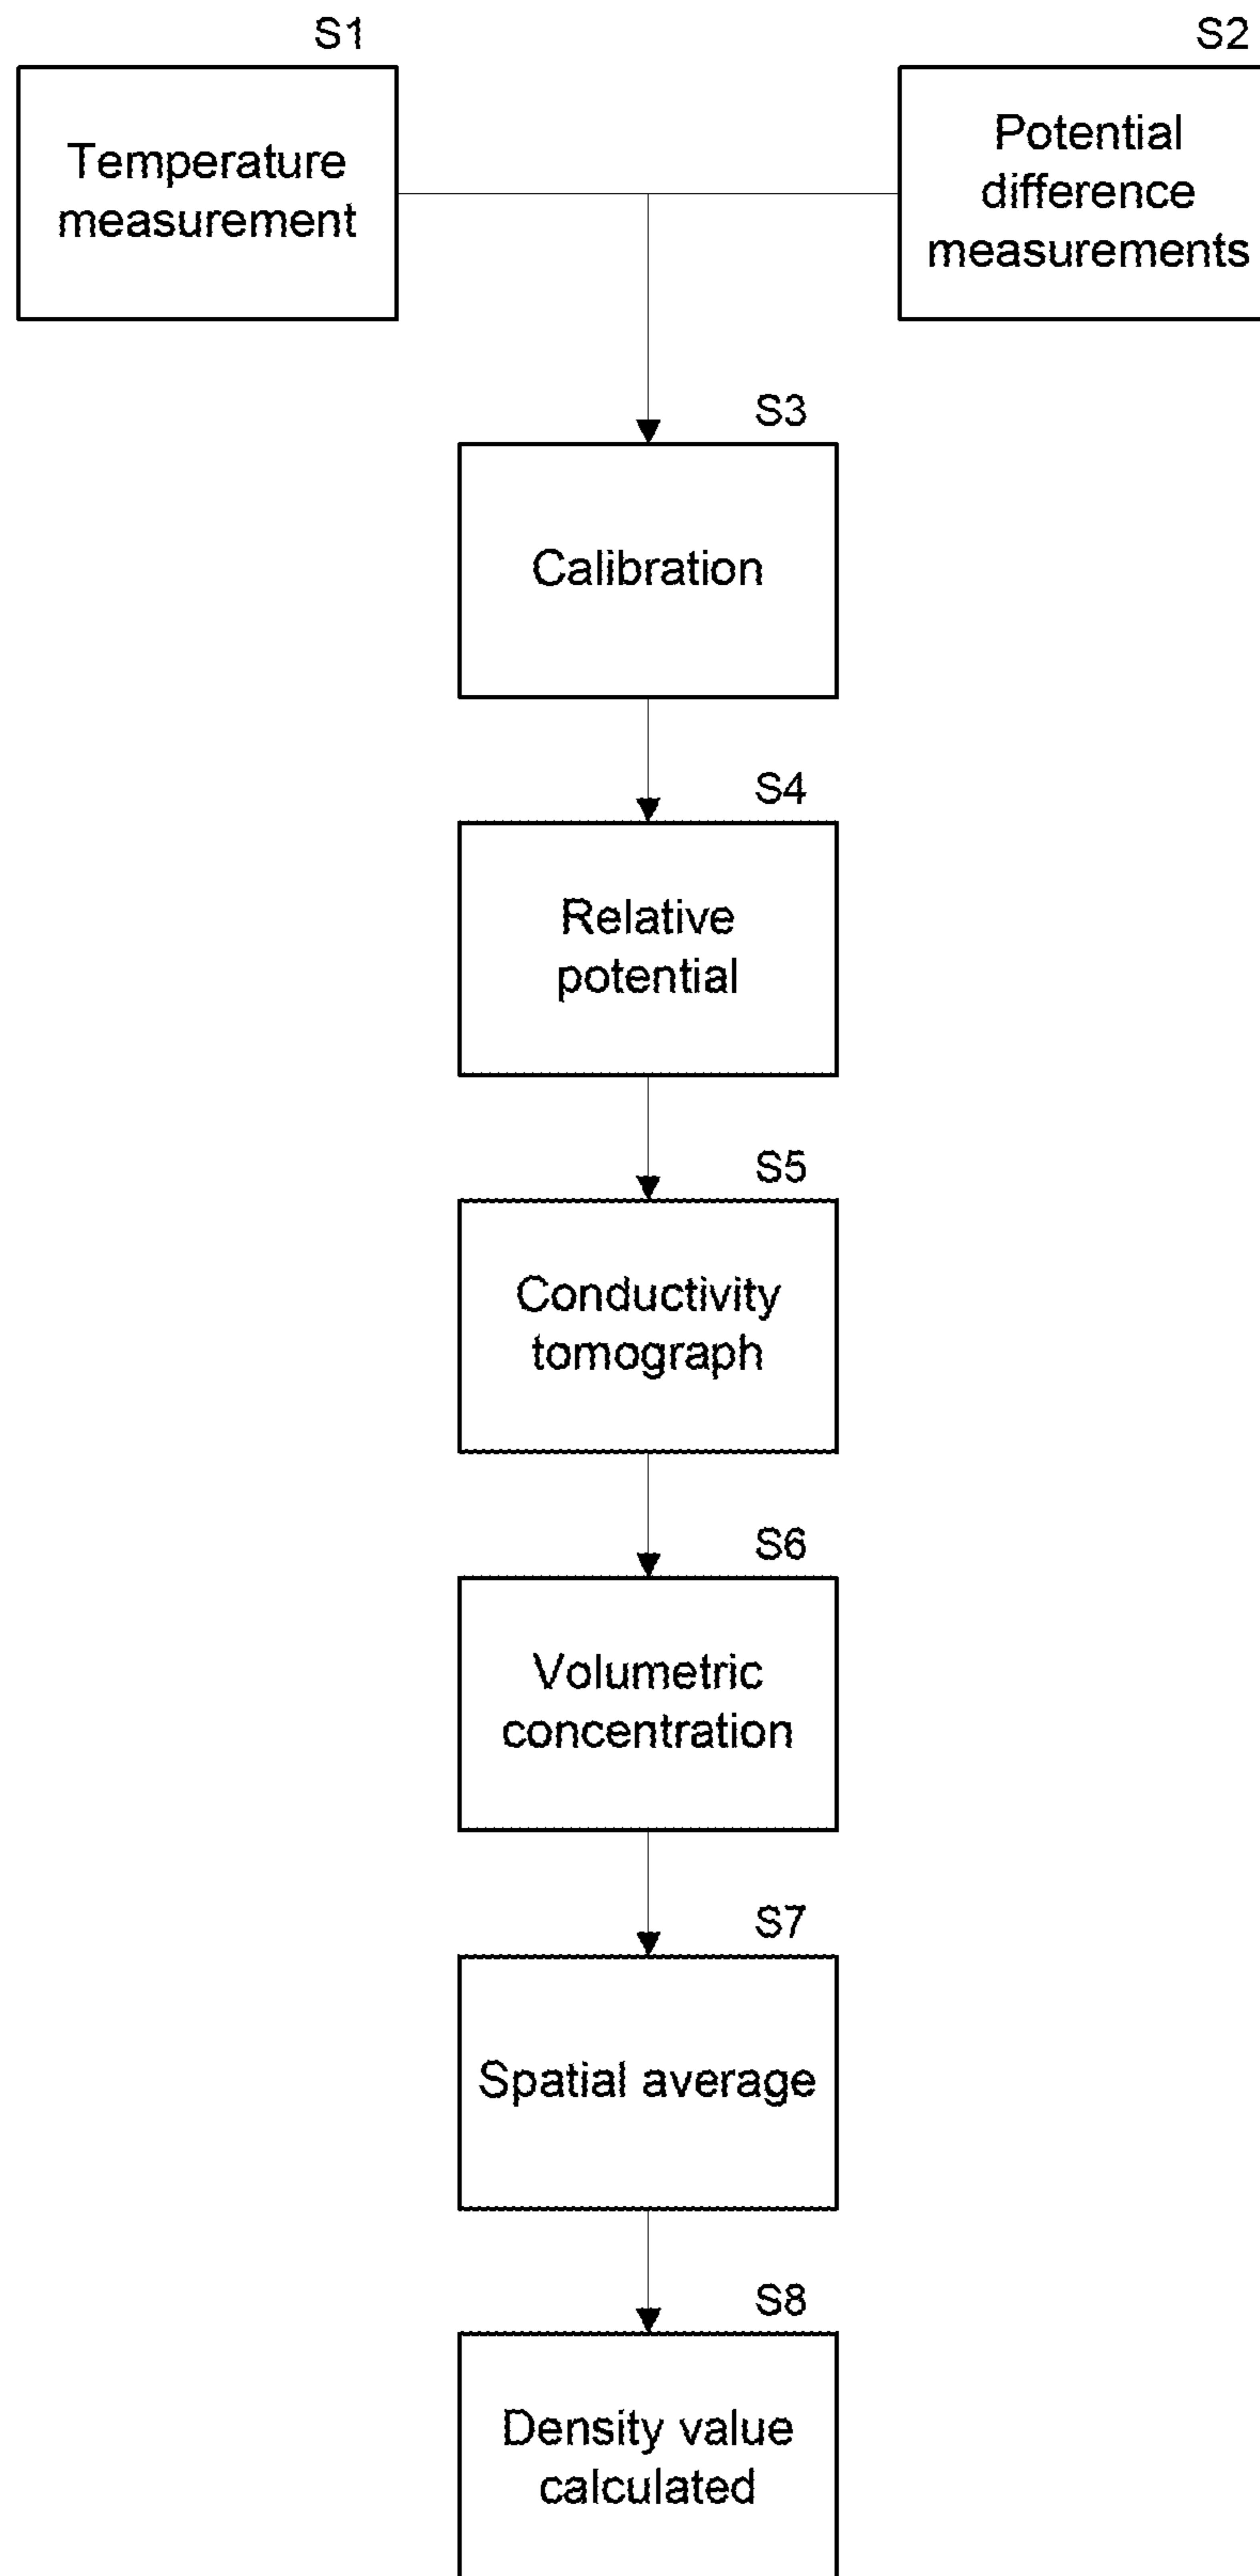 S1
Temperature
measurement
S2
Potential
difference
measurements
S3
Calibration
S4
Relative
potential
S5
Conductivity
tomograph
S6
Volumetric
concentration
S7
Spatial average
S8
Density value
calculated